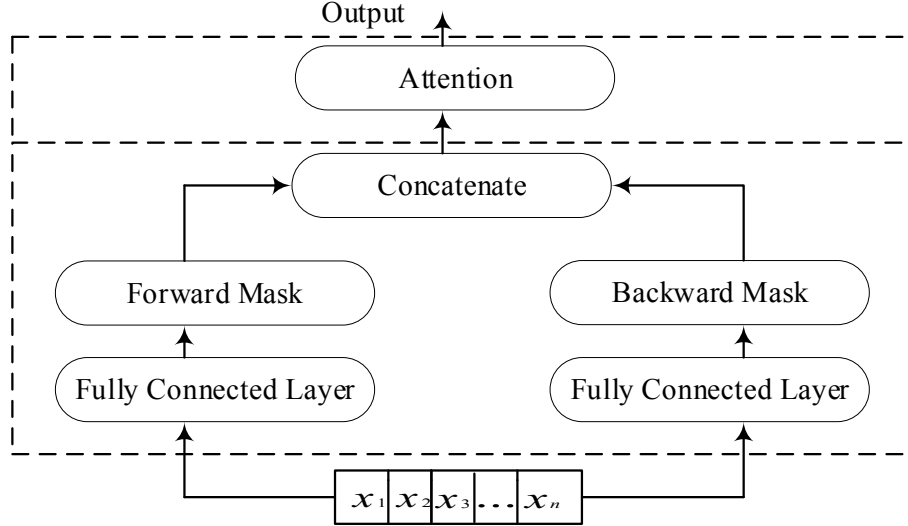 Output
Attention
Concatenate
Forward Mask
Backward Mask
Fully Connected Layer
Fully Connected Layer
x₁ x₂ x₃ ... xₙ